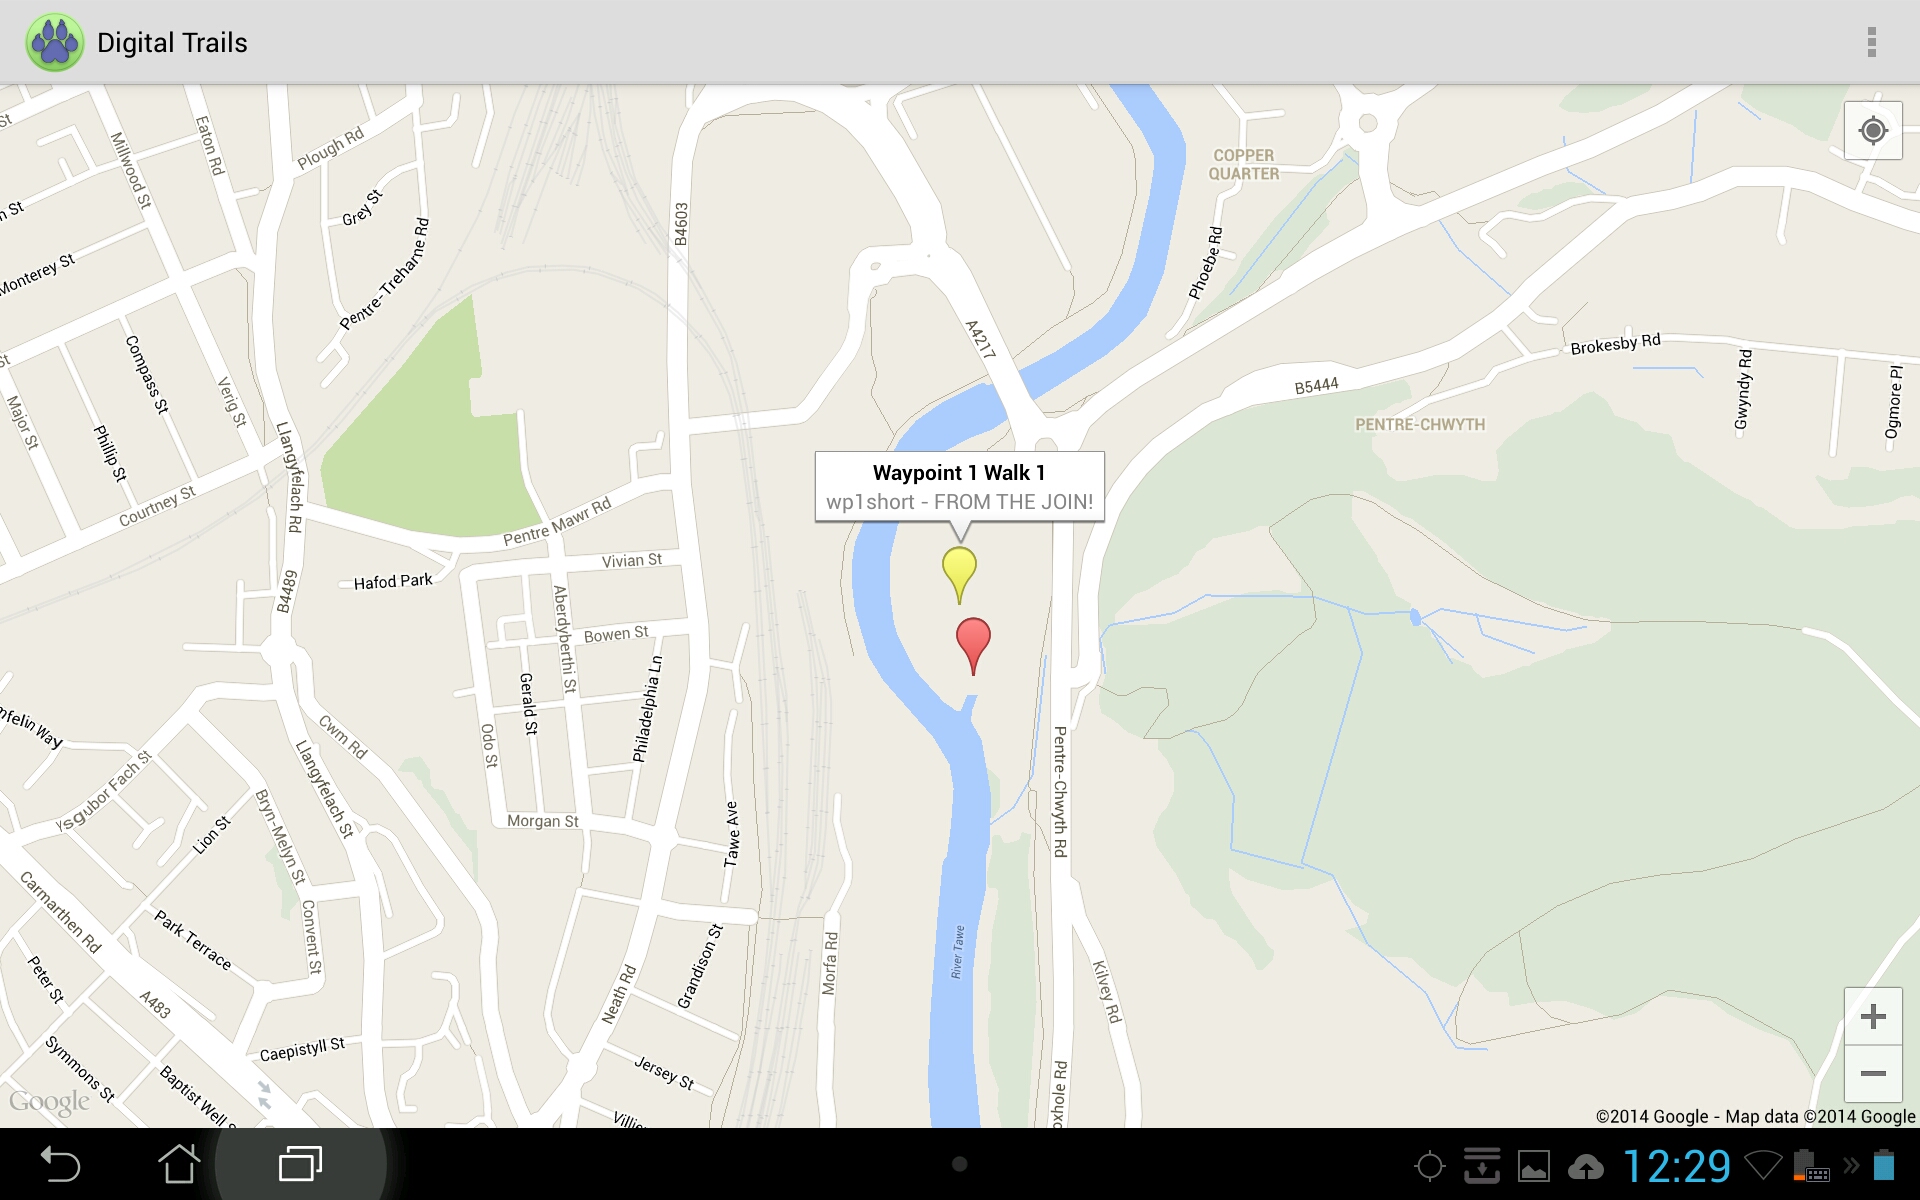 Digital Trails
Eaton Rd
Millwood St
Plough Rd
Grey St
Monterey St
Pentre-Treharne Rd
B4603
COPPER
QUARTER
Phoebe Rd
A4217
Compass St
Verig St
Major St
Phillip St
Courtney St
Llangyfelach Rd
B5444
Brokesby Rd
Gwyndy Rd
Ogmore Pl
PENTRE-CHWYTH
Waypoint 1 Walk 1
wp1short - FROM THE JOIN!
Pentre Mawr Rd
Vivian St
Hafod Park
B4489
Aberdyberthi St
Bowen St
Philadelphia Ln
Gerald St
Odo St
Cwm Rd
Llangyfelach St
mfelin Way
Ysgubor Fach St
Bryn-Melyn St
Lion St
Morgan St
Tawe Ave
Pentre-Chwyth Rd
Carmarthen Rd
Convent St
Park Terrace
Peter St
A483
Grandison St
Neath Rd
Morfa Rd
River Tawe
Kilvey Rd
Caepistyll St
Symmons St
Baptist Well S
Jersey St
Villie
oxhole Rd
Google
©2014 Google - Map data ©2014 Google
12:29